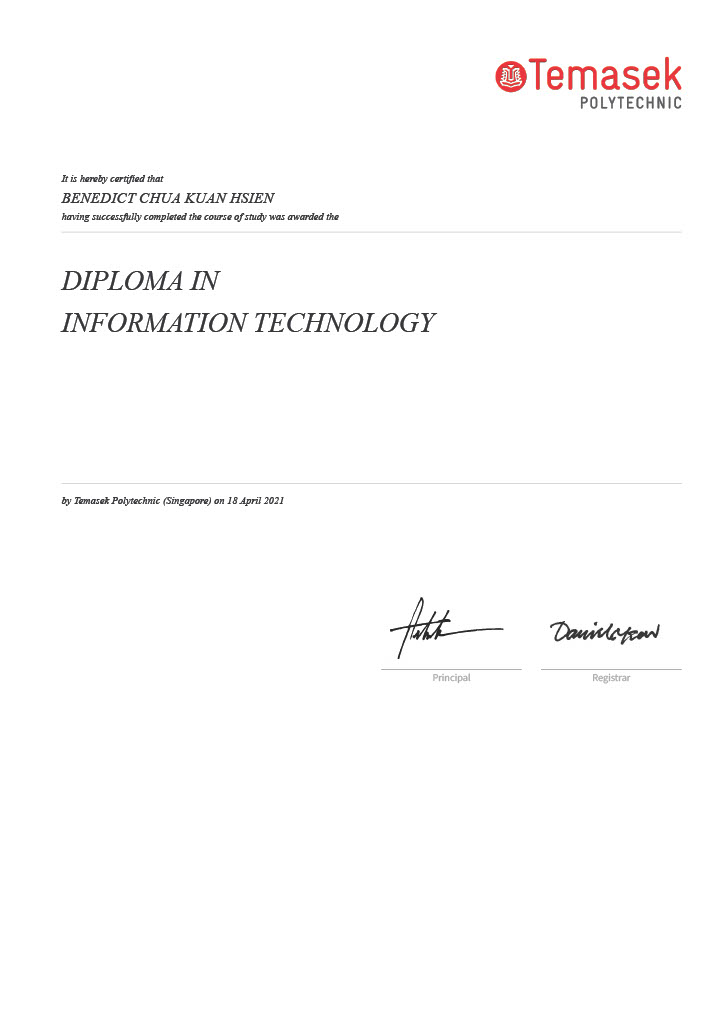 Temasek
POLYTECHNIC
It is hereby certified that
BENEDICT CHUA KUAN HSIEN
having successfully completed the course of study was awarded the
DIPLOMA IN
INFORMATION TECHNOLOGY
by Temasek Polytechnic (Singapore) on 18 April 2021
Principal
Registrar